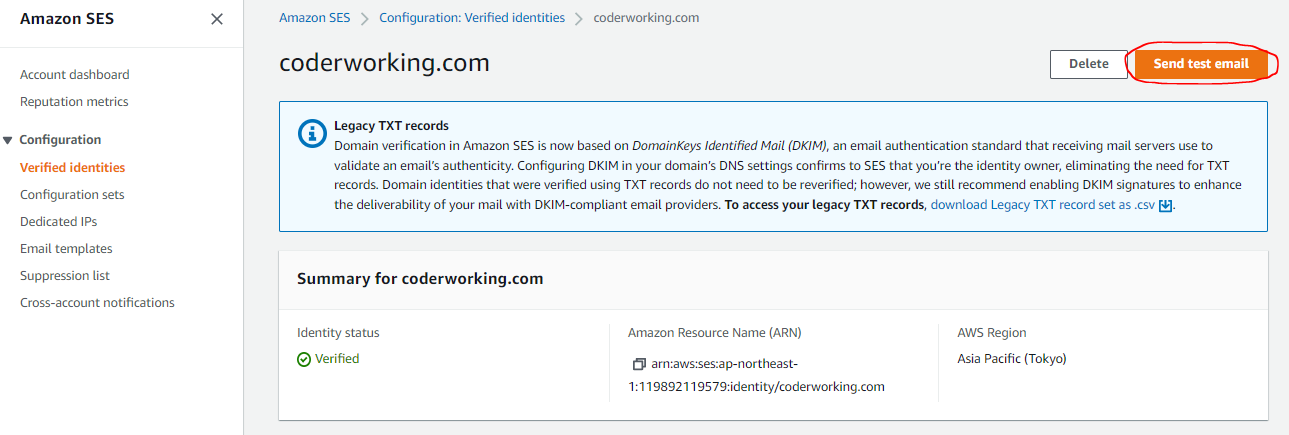 Amazon SES
Account dashboard
Reputation metrics
Configuration
Verified identities
Configuration sets
Dedicated IPs
Email templates
Suppression list
Cross-account notifications
Amazon SES > Configuration: Verified identities > coderworking.com
coderworking.com
Delete
Send test email
Legacy TXT records
Domain verification in Amazon SES is now based on DomainKeys Identified Mail (DKIM), an email authentication standard that receiving mail servers use to
validate an email's authenticity. Configuring DKIM in your domain's DNS settings confirms to SES that you're the identity owner, eliminating the need for TXT
records. Domain identities that were verified using TXT records do not need to be reverified; however, we still recommend enabling DKIM signatures to enhance
the deliverability of your mail with DKIM-compliant email providers. To access your legacy TXT records, download Legacy TXT record set as .csv .
Summary for coderworking.com
Identity status
Verified
Amazon Resource Name (ARN)
arn:aws:ses:ap-northeast-
1:119892119579:identity/coderworking.com
AWS Region
Asia Pacific (Tokyo)